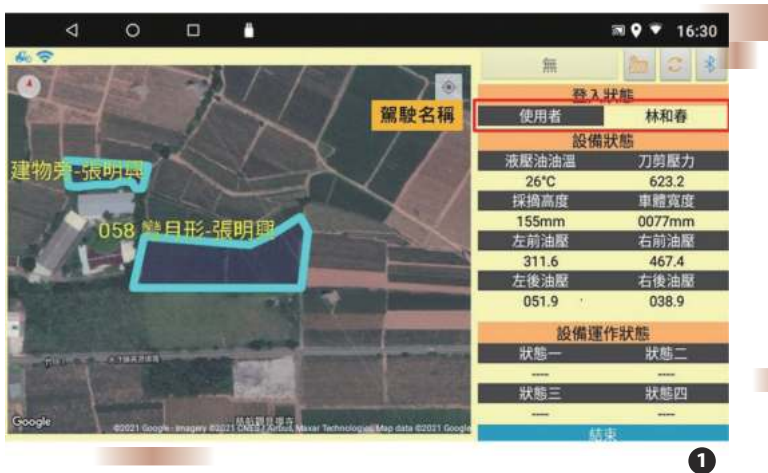 16:30
無
登入狀態
使用者 林和春
駕駛名稱
設備狀態
液壓油油溫 刀剪壓力
26°C 623.2
採摘高度 車體寬度
155mm 0077mm
左前油壓 右前油壓
311.6 467.4
左後油壓 右後油壓
051.9 038.9
設備運作狀態
狀態一 狀態二
---- ----
狀態三 狀態四
---- ----
結束
建物旁-張明興
058 彎月形-張明興
慈航觀音禪寺
Google
©2021 Google - Imagery ©2021 CNES / Airbus, Maxar Technologies, Map data ©2021 Google
1